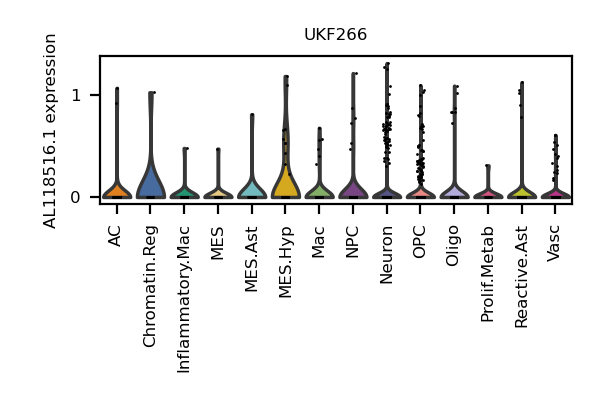 UKF266
AL118516.1 expression
1
0
AC
Chromatin.Reg
Inflammatory.Mac
MES
MES.Ast
MES.Hyp
Mac
NPC
Neuron
OPC
Oligo
Prolif.Metab
Reactive.Ast
Vasc